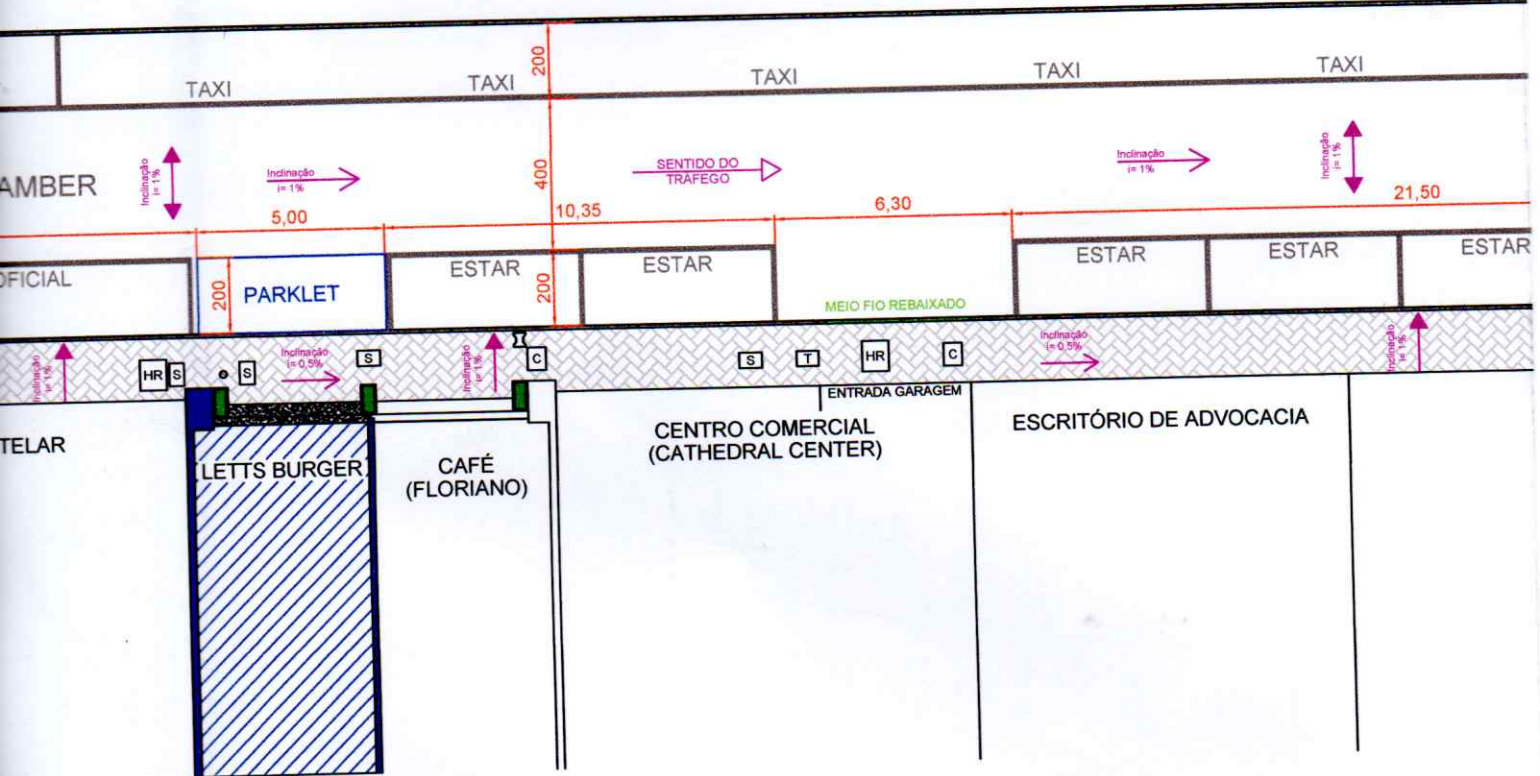 TAXI
TAXI
TAXI
TAXI
TAXI
200
AMBER
Inclinação
i= 1%
Inclinação
i= 1%
400
SENTIDO DO
TRÁFEGO
Inclinação
i= 1%
Inclinação
i= 1%
5,00
10,35
6,30
21,50
OFICIAL
200
PARKLET
ESTAR
200
ESTAR
MEIO FIO REBAIXADO
ESTAR
ESTAR
ESTAR
Inclinação
i= 1%
HR
S
S
Inclinação
i= 0,5%
S
Inclinação
i= 1%
C
S
T
HR
C
Inclinação
i= 0,5%
Inclinação
i= 1%
ENTRADA GARAGEM
TELAR
LETTS BURGER
CAFÉ
(FLORIANO)
CENTRO COMERCIAL
(CATHEDRAL CENTER)
ESCRITÓRIO DE ADVOCACIA